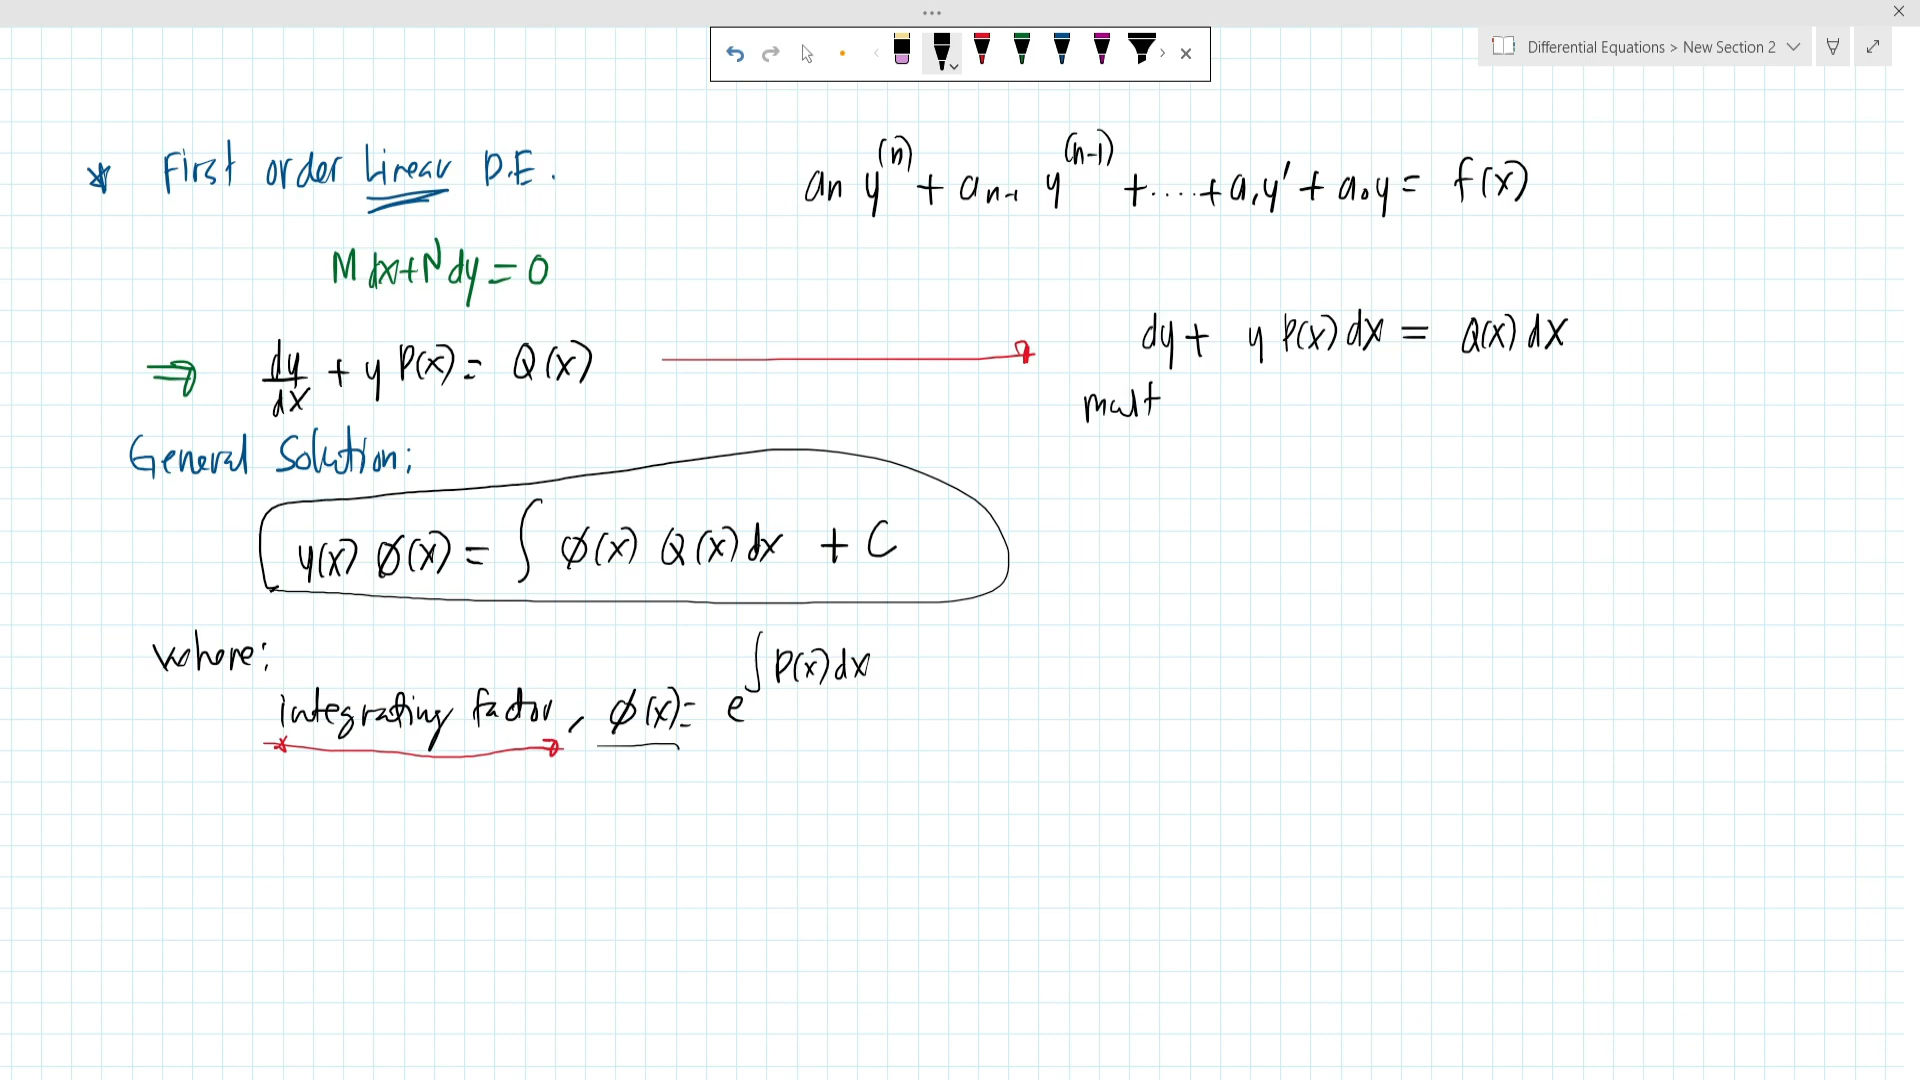 Differential Equations > New Section 2
* First order Linear D.E.
aₙ y⁽ⁿ⁾ + aₙ₋₁ y⁽ⁿ⁻¹⁾ + .... + a₁y' + a₀y = f(x)
M dx + N dy = 0
⇒ dy/dx + y P(x) = Q(x) →
dy + y P(x) dx = Q(x) dx
mult
General Solution:
y(x) ∅(x) = ∫ ∅(x) Q(x) dx + C
where:
integrating factor, ∅(x) = e^∫P(x)dx